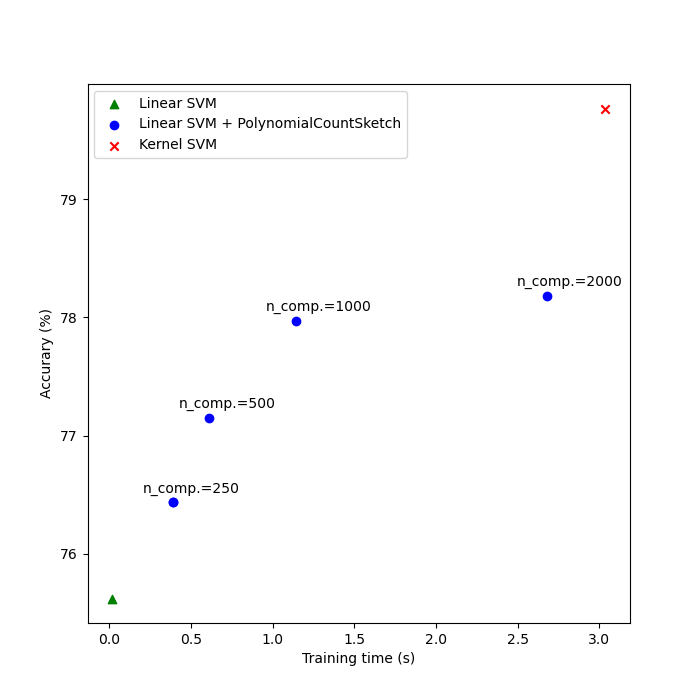 Linear SVM
Linear SVM + PolynomialCountSketch
Kernel SVM
n_comp.=2000
n_comp.=1000
n_comp.=500
n_comp.=250
79
78
77
76
Accurary (%)
0.0 0.5 1.0 1.5 2.0 2.5 3.0
Training time (s)